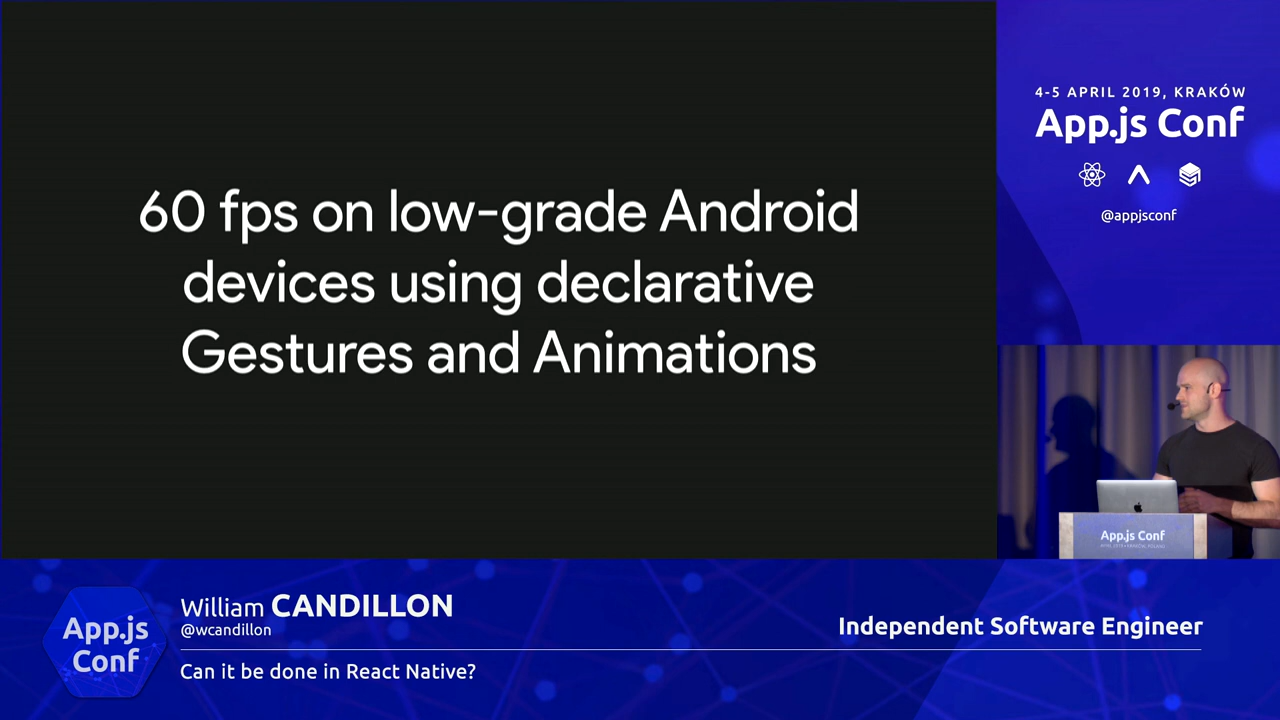 60 fps on low-grade Android
devices using declarative
Gestures and Animations
4-5 APRIL 2019, KRAKÓW
App.js Conf
@appjsconf
App.js Conf
App.js
Conf
William CANDILLON
@wcandillon
Can it be done in React Native?
Independent Software Engineer